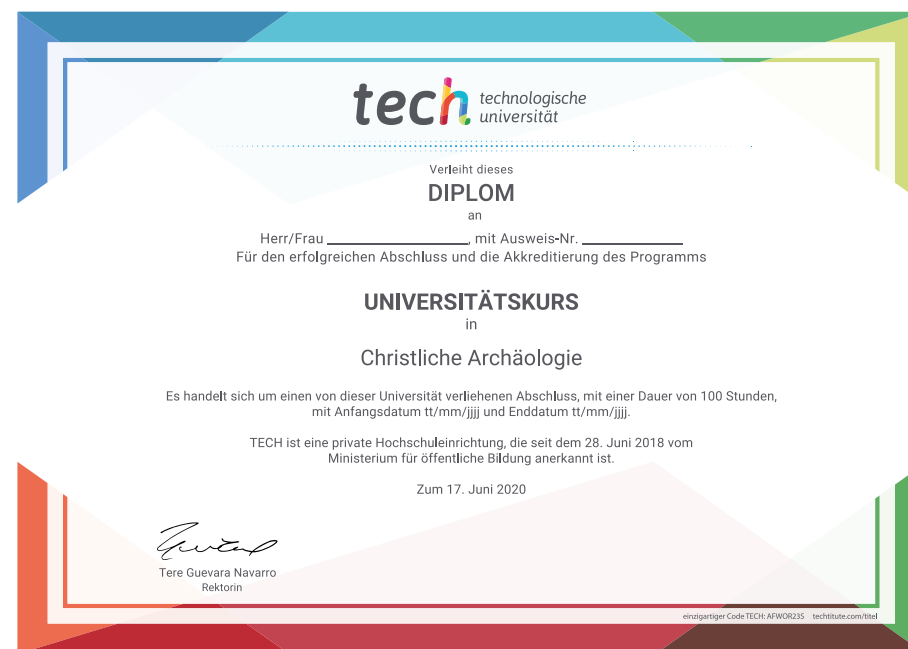 tech technologische
universität
Verleiht dieses
DIPLOM
an
Herr/Frau ____________________, mit Ausweis-Nr. ______________
Für den erfolgreichen Abschluss und die Akkreditierung des Programms
UNIVERSITÄTSKURS
in
Christliche Archäologie
Es handelt sich um einen von dieser Universität verliehenen Abschluss, mit einer Dauer von 100 Stunden,
mit Anfangsdatum tt/mm/jjjj und Enddatum tt/mm/jjjj.
TECH ist eine private Hochschuleinrichtung, die seit dem 28. Juni 2018 vom
Ministerium für öffentliche Bildung anerkannt ist.
Zum 17. Juni 2020
Tere Guevara Navarro
Rektorin
einzigartiger Code TECH: AFWOR23S techtitute.com/titel